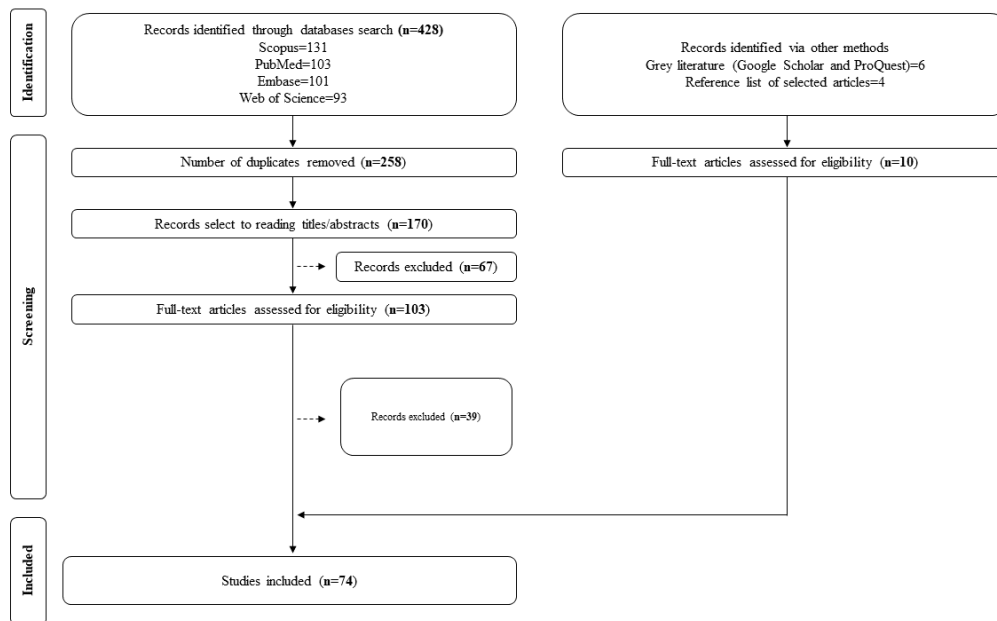 Identification
Records identified through databases search (n=428)
Scopus=131
PubMed=103
Embase=101
Web of Science=93
Records identified via other methods
Grey literature (Google Scholar and ProQuest)=6
Reference list of selected articles=4
Screening
Number of duplicates removed (n=258)
Full-text articles assessed for eligibility (n=10)
Records select to reading titles/abstracts (n=170)
Records excluded (n=67)
Full-text articles assessed for eligibility (n=103)
Records excluded (n=39)
Included
Studies included (n=74)